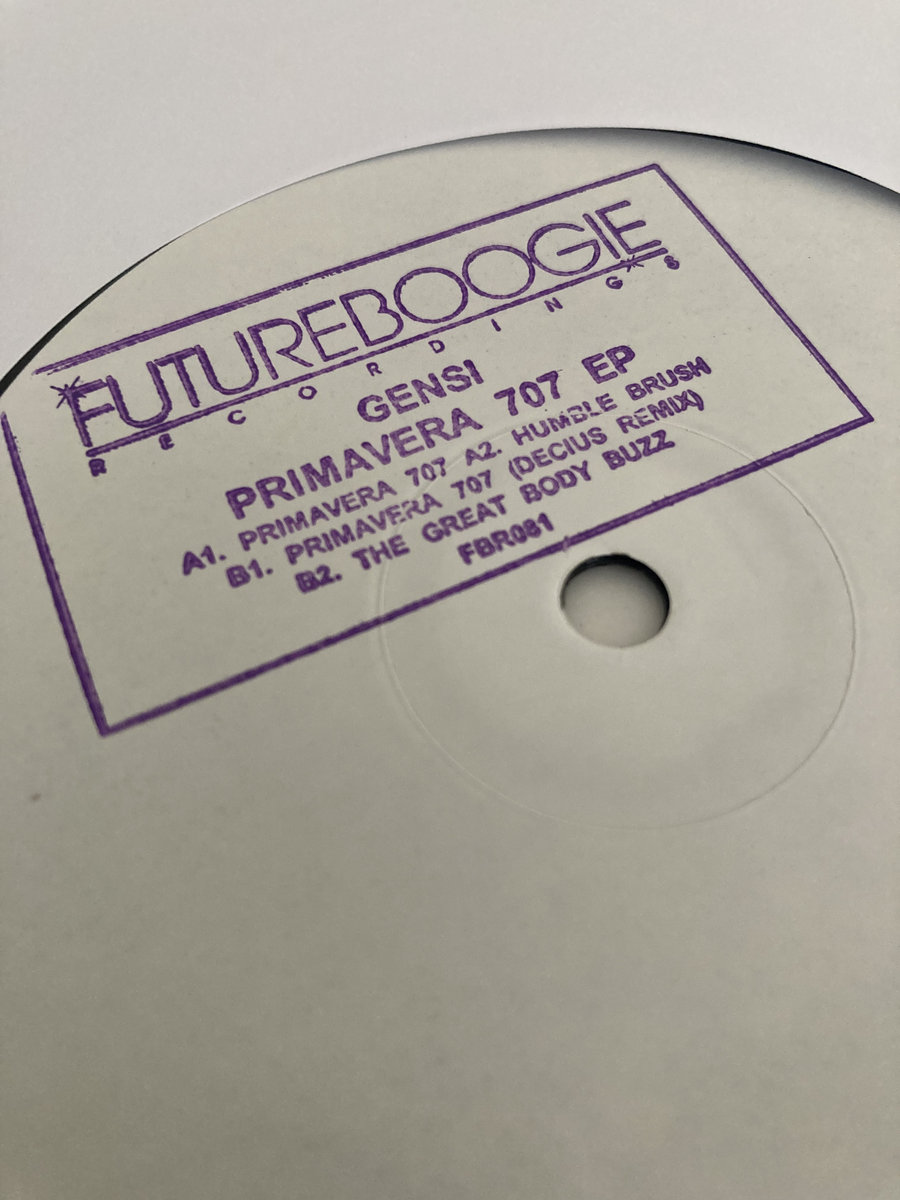 FUTUREBOOGIE
RECORDINGS
GENSI
PRIMAVERA 707 EP
A1. PRIMAVERA 707 A2. HUMBLE BRUSH
B1. PRIMAVERA 707 (DECIUS REMIX)
B2. THE GREAT BODY BUZZ
FBR081